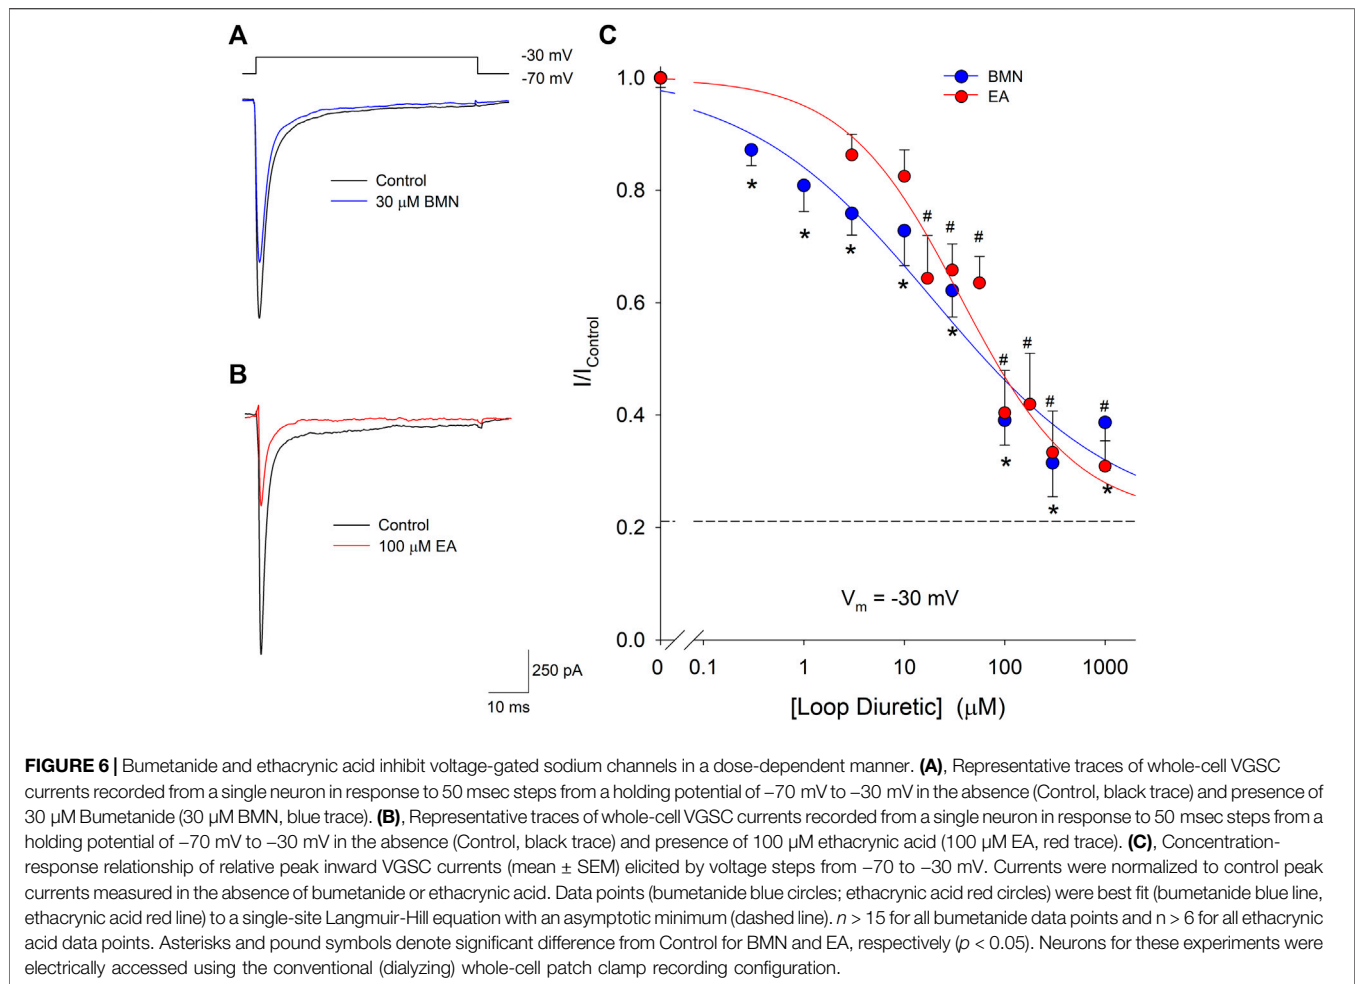 A
-30 mV
-70 mV
Control
30 μM BMN
B
Control
100 μM EA
250 pA
10 ms
C
BMN
EA
1.0
0.8
0.6
0.4
0.2
0.0
I/I_Control
* * * * * * * *
# # # # # # #
V_m = -30 mV
0 0.1 1 10 100 1000
[Loop Diuretic] (μM)
FIGURE 6 | Bumetanide and ethacrynic acid inhibit voltage-gated sodium channels in a dose-dependent manner. (A), Representative traces of whole-cell VGSC
currents recorded from a single neuron in response to 50 msec steps from a holding potential of −70 mV to −30 mV in the absence (Control, black trace) and presence of
30 μM Bumetanide (30 μM BMN, blue trace). (B), Representative traces of whole-cell VGSC currents recorded from a single neuron in response to 50 msec steps from a
holding potential of −70 mV to −30 mV in the absence (Control, black trace) and presence of 100 μM ethacrynic acid (100 μM EA, red trace). (C), Concentration-
response relationship of relative peak inward VGSC currents (mean ± SEM) elicited by voltage steps from −70 to −30 mV. Currents were normalized to control peak
currents measured in the absence of bumetanide or ethacrynic acid. Data points (bumetanide blue circles; ethacrynic acid red circles) were best fit (bumetanide blue line,
ethacrynic acid red line) to a single-site Langmuir-Hill equation with an asymptotic minimum (dashed line). n > 15 for all bumetanide data points and n > 6 for all ethacrynic
acid data points. Asterisks and pound symbols denote significant difference from Control for BMN and EA, respectively (p < 0.05). Neurons for these experiments were
electrically accessed using the conventional (dialyzing) whole-cell patch clamp recording configuration.